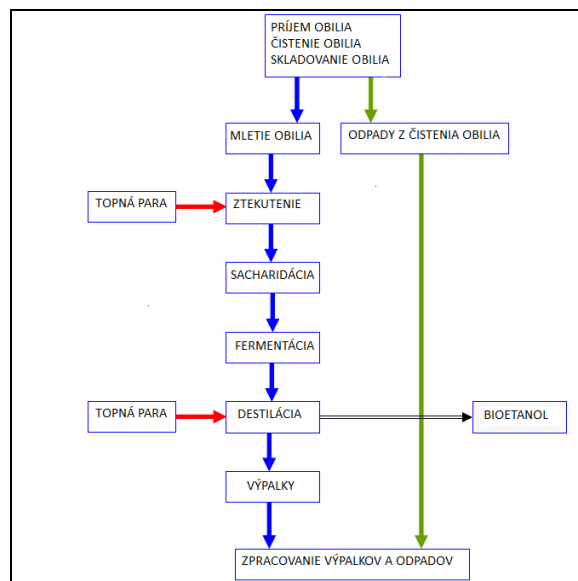 PRÍJEM OBILIA
ČISTENIE OBILIA
SKLADOVANIE OBILIA
MLETIE OBILIA
ODPADY Z ČISTENIA OBILIA
TOPNÁ PARA
ZTEKUTENIE
SACHARIDÁCIA
FERMENTÁCIA
TOPNÁ PARA
DESTILÁCIA
BIOETANOL
VÝPALKY
ZPRACOVANIE VÝPALKOV A ODPADOV